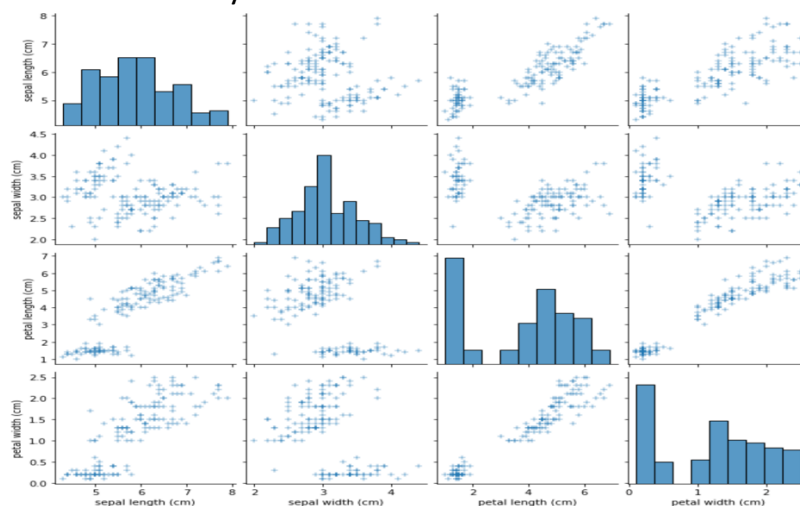 8
7
6
5
sepal length (cm)
4.5
4.0
3.5
3.0
2.5
2.0
sepal width (cm)
7
6
5
4
3
2
1
petal length (cm)
2.5
2.0
1.5
1.0
0.5
0.0
petal width (cm)
5 6 7 8
sepal length (cm)
2 3 4
sepal width (cm)
2 4 6
petal length (cm)
0 1 2
petal width (cm)